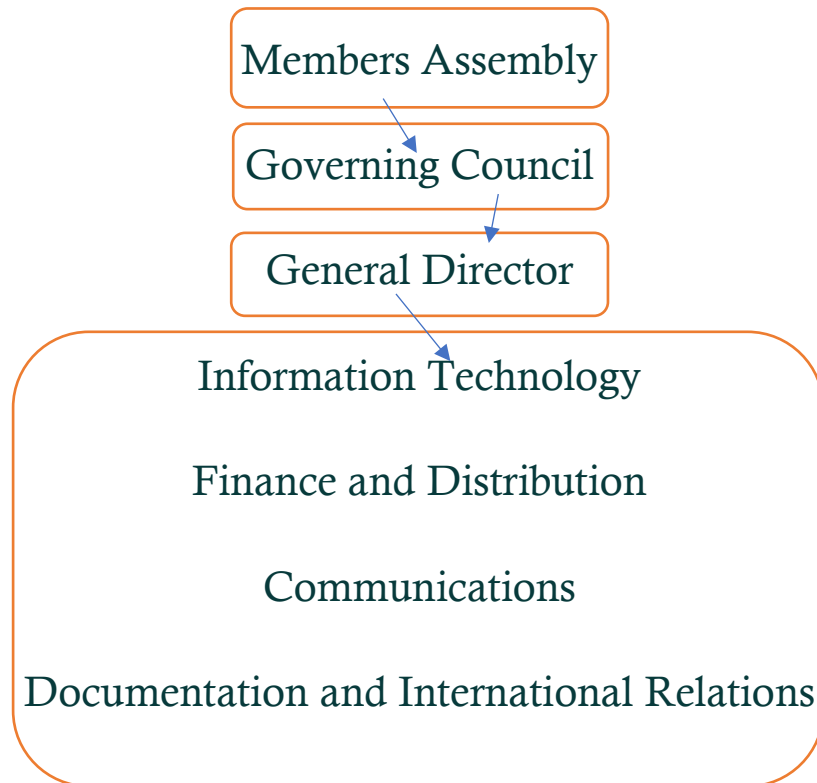 Members Assembly
Governing Council
General Director
Information Technology
Finance and Distribution
Communications
Documentation and International Relations